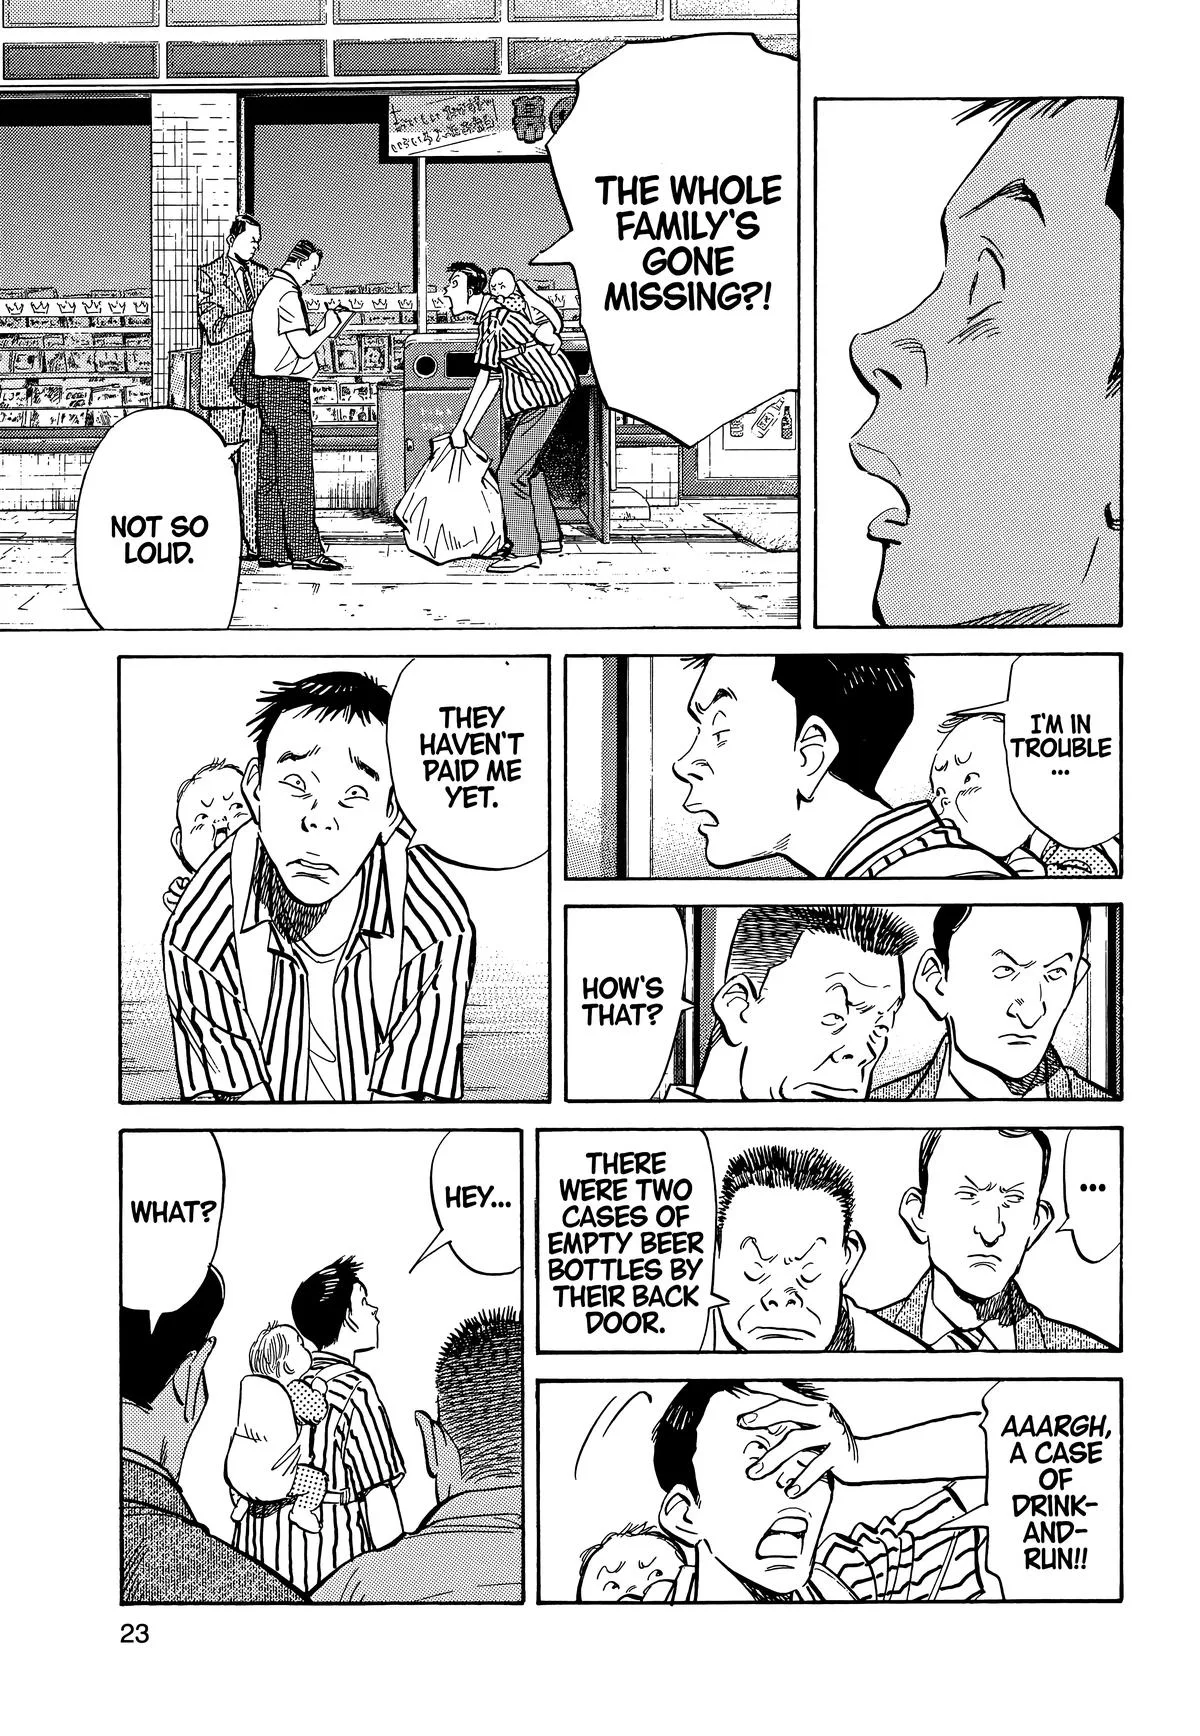 THE WHOLE
FAMILY'S
GONE
MISSING?!
NOT SO
LOUD.
I'M IN
TROUBLE
...
THEY
HAVEN'T
PAID ME
YET.
HOW'S
THAT?
...
THERE
WERE TWO
CASES OF
EMPTY BEER
BOTTLES BY
THEIR BACK
DOOR.
AAARGH,
A CASE
OF
DRINK-
AND-
RUN!!
HEY...
WHAT?
23